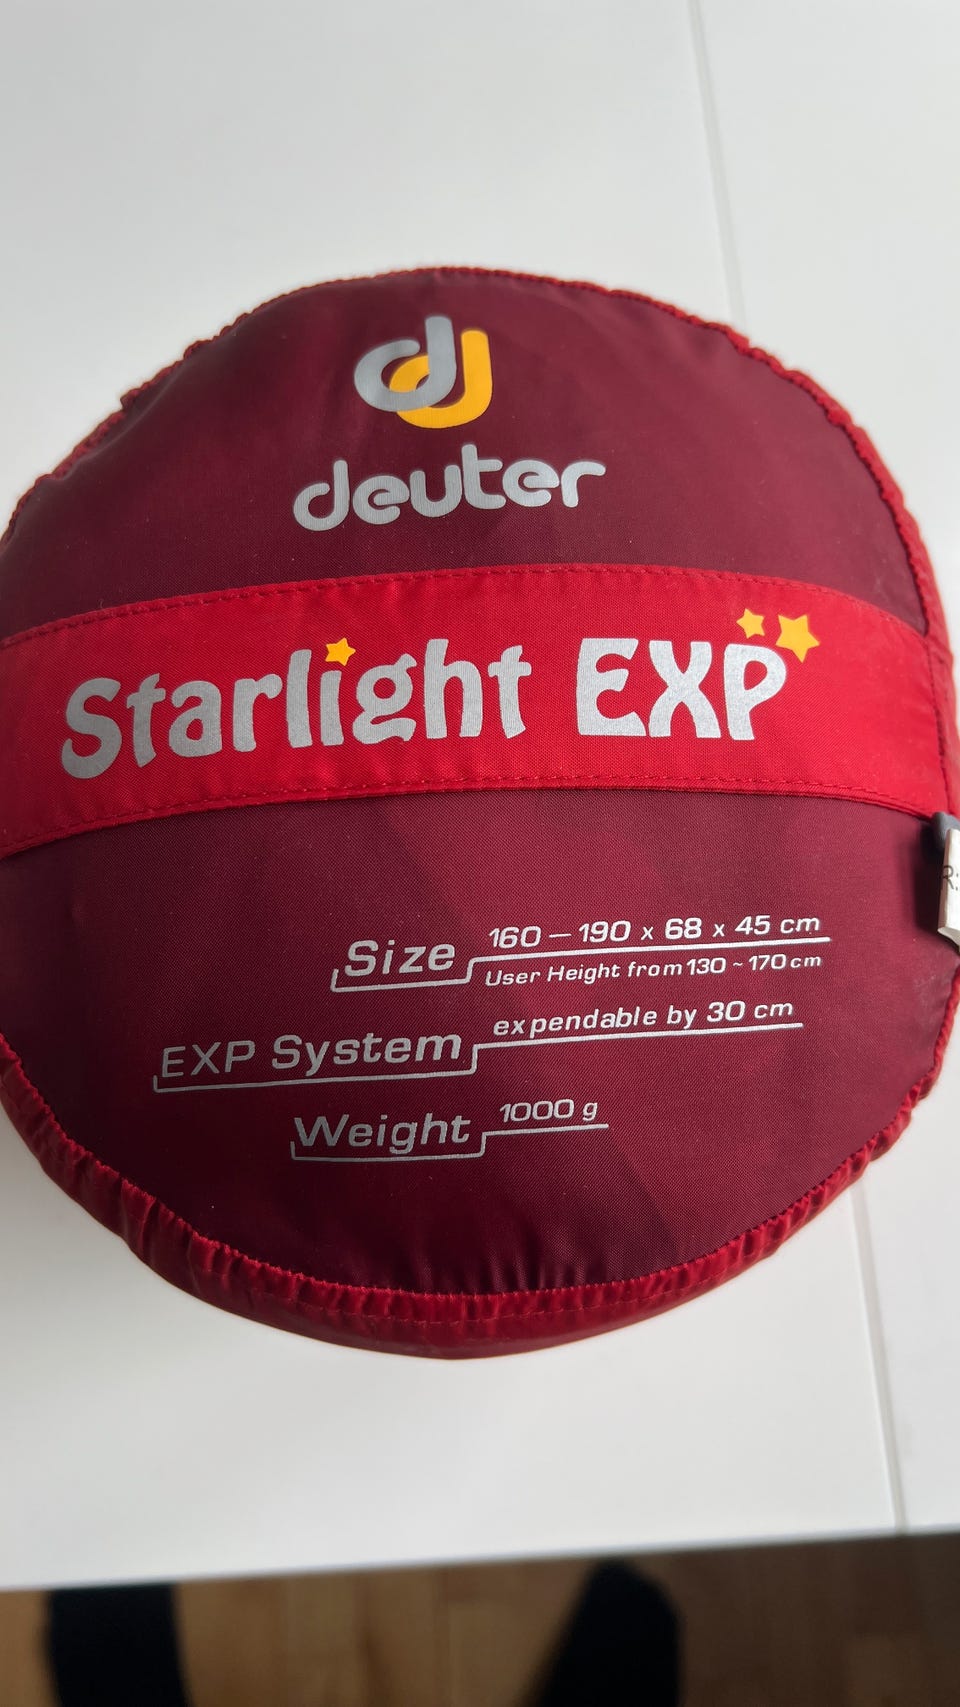 deuter
Starlight EXP
Size 160 – 190 x 68 x 45 cm
User Height from 130 ~ 170 cm
EXP System expendable by 30 cm
Weight 1000 g